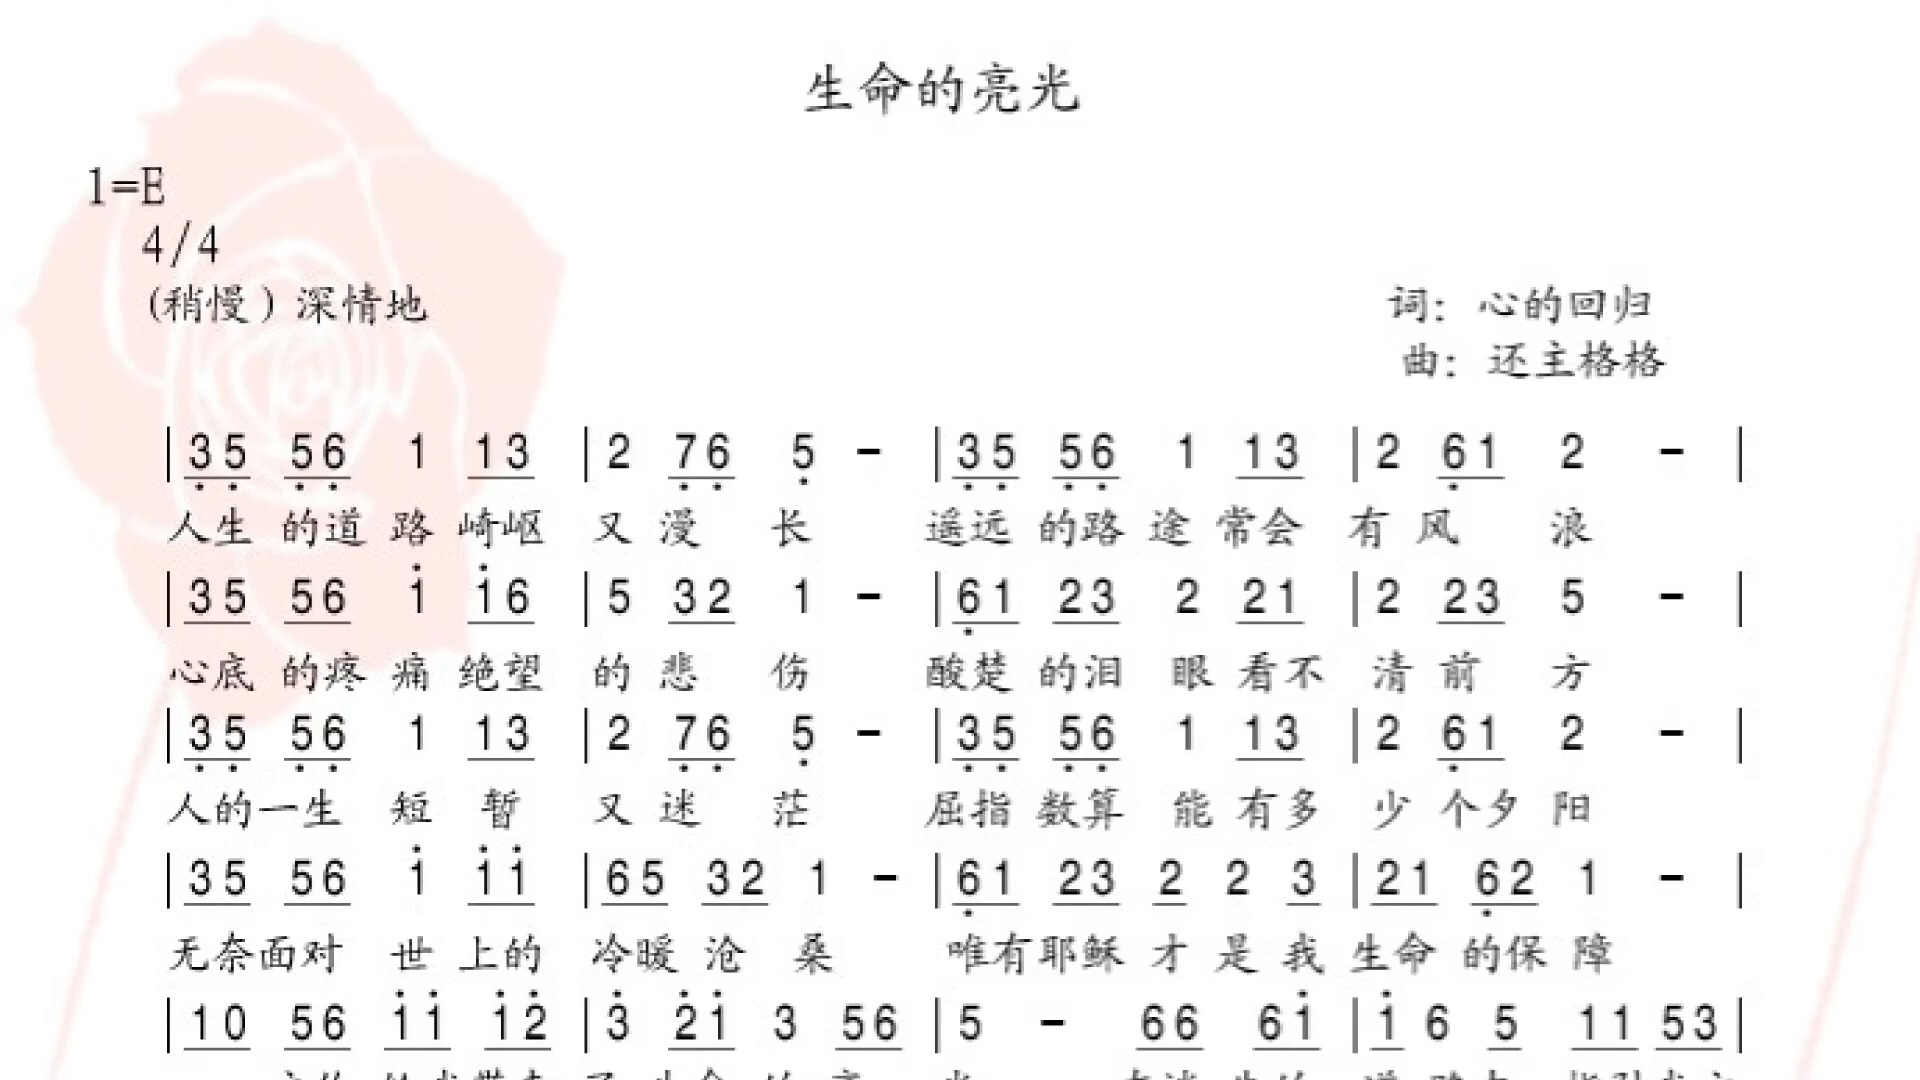 生命的亮光
1=E
4/4
(稍慢)深情地
词：心的回归
曲：还主格格
|35 56 1 13 |2 76 5 - |35 56 1 13 |2 61 2 - |
人生 的道 路 崎岖 又 漫 长 遥远 的路 途 常会 有 风 浪
|35 56 1 16 |5 32 1 - |61 23 2 21 |2 23 5 - |
心底 的疼 痛 绝望 的 悲 伤 酸楚 的泪 眼 看不 清 前 方
|35 56 1 13 |2 76 5 - |35 56 1 13 |2 61 2 - |
人的一生 短 暂 又 迷 茫 屈指 数算 能 有多 少 个夕 阳
|35 56 1 11 |65 32 1 - |61 23 2 2 3 |21 62 1 - |
无奈面对 世 上的 冷暖 沧 桑 唯有耶稣 才 是 我 生命 的保 障
|10 56 11 12 |3 21 3 56 |5 - 66 61 |1 6 5 11 53|